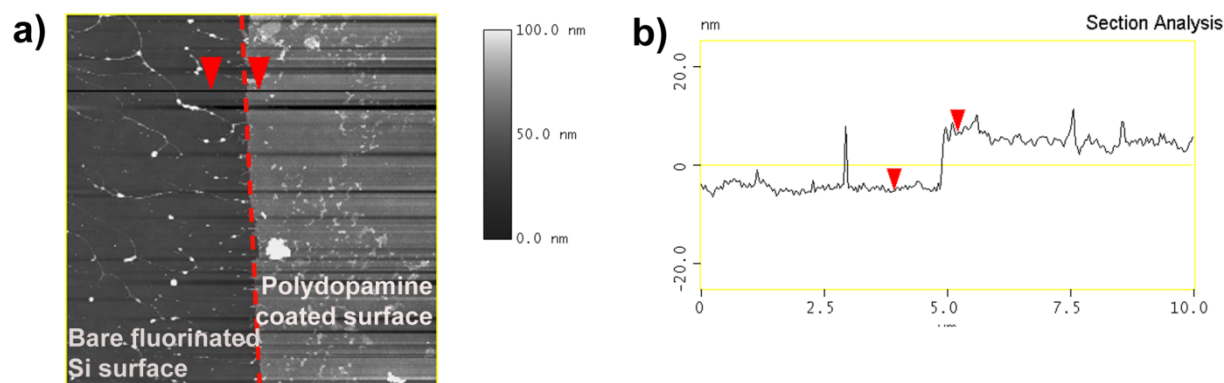 a)
100.0 nm
50.0 nm
0.0 nm
Polydopamine
coated surface
Bare fluorinated
Si surface
b)
nm
Section Analysis
20.0
0
-20.0
0
2.5
5.0
7.5
10.0